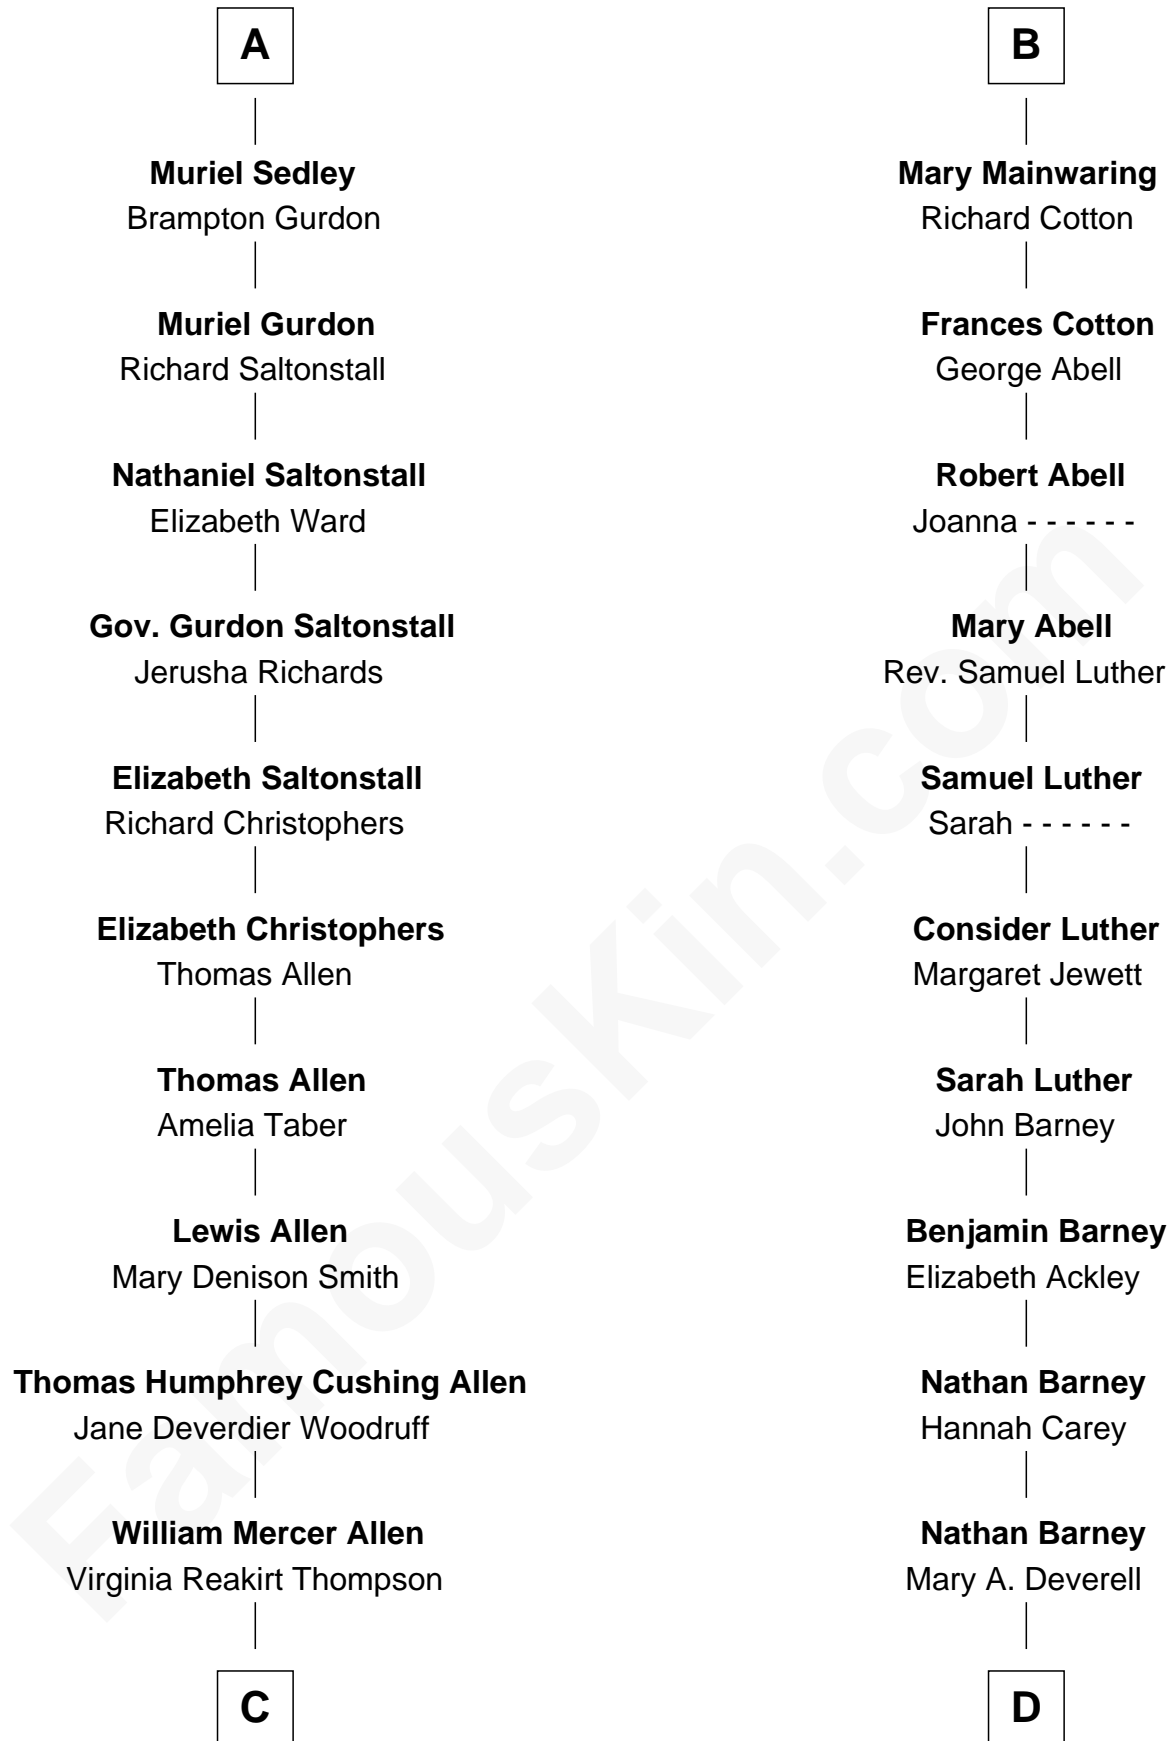 A
Muriel Sedley
Brampton Gurdon
Muriel Gurdon
Richard Saltonstall
Nathaniel Saltonstall
Elizabeth Ward
Gov. Gurdon Saltonstall
Jerusha Richards
Elizabeth Saltonstall
Richard Christophers
Elizabeth Christophers
Thomas Allen
Thomas Allen
Amelia Taber
Lewis Allen
Mary Denison Smith
Thomas Humphrey Cushing Allen
Jane Deverdier Woodruff
William Mercer Allen
Virginia Reakirt Thompson
C
B
Mary Mainwaring
Richard Cotton
Frances Cotton
George Abell
Robert Abell
Joanna - - - - - -
Mary Abell
Rev. Samuel Luther
Samuel Luther
Sarah - - - - - -
Consider Luther
Margaret Jewett
Sarah Luther
John Barney
Benjamin Barney
Elizabeth Ackley
Nathan Barney
Hannah Carey
Nathan Barney
Mary A. Deverell
D
FamousKin.com